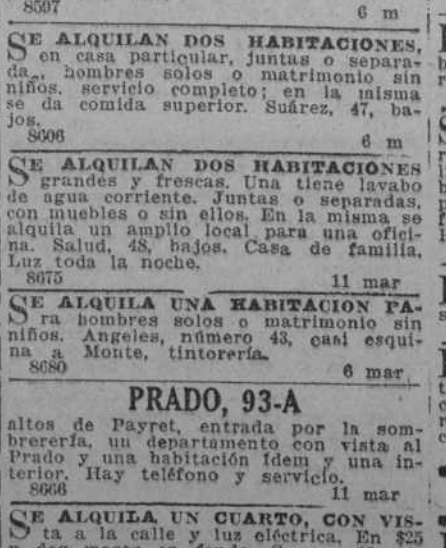 8597 6 m
SE ALQUILAN DOS HABITACIONES,
en casa particular, juntas o separa-
da,, hombres solos o matrimonio sin
niños, servicio completo; en la misma
se da comida superior. Suárez, 47, ba-
jos.
8606 6 m
SE ALQUILAN DOS HABITACIONES
grandes y frescas. Una tiene lavabo
de agua corriente. Juntas o separadas,
con muebles o sin ellos. En la misma se
alquila un amplio local para una ofici-
na. Salud, 48, bajos. Casa de familia.
Luz toda la noche.
8675 11 mar
SE ALQUILA UNA HABITACION PA-
ra hombres solos o matrimonio sin
niños. Angeles, número 43, casi esqui-
na a Monte, tintorería.
8680 6 mar
PRADO, 93-A
altos de Payret, entrada por la som-
brerería, un departamento con vista al
Prado y una habitación ídem y una in-
terior. Hay teléfono y servicio.
8666 11 mar
SE ALQUILA, UN CUARTO, CON VIS-
ta a la calle y luz eléctrica, En $25